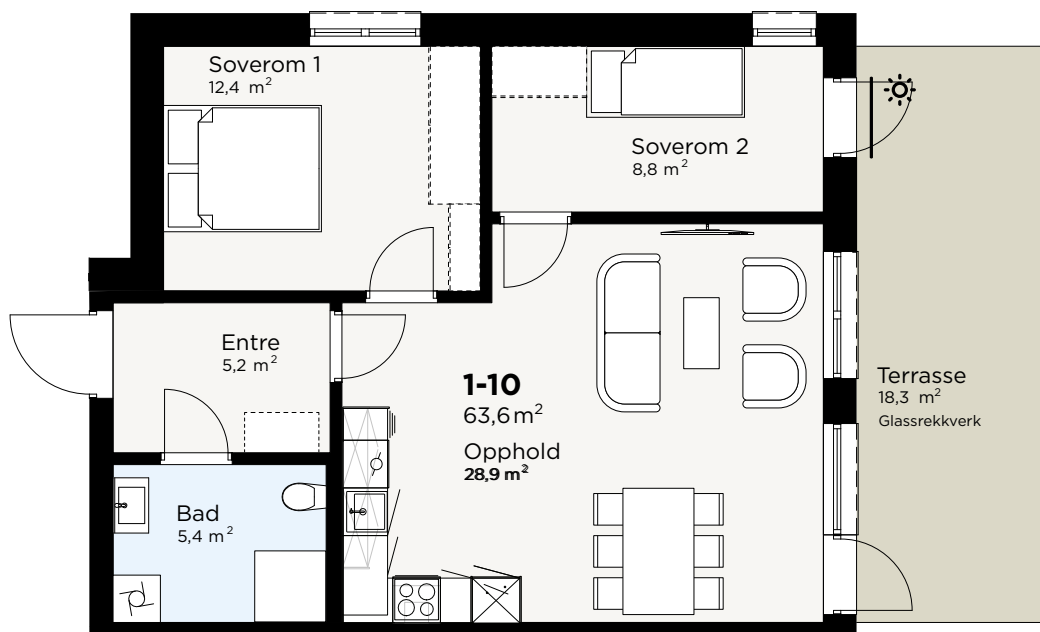 Soverom 1
12,4 m²
Soverom 2
8,8 m²
Entre
5,2 m²
1-10
63,6 m²
Opphold
28,9 m²
Terrasse
18,3 m²
Glassrekkverk
Bad
5,4 m²